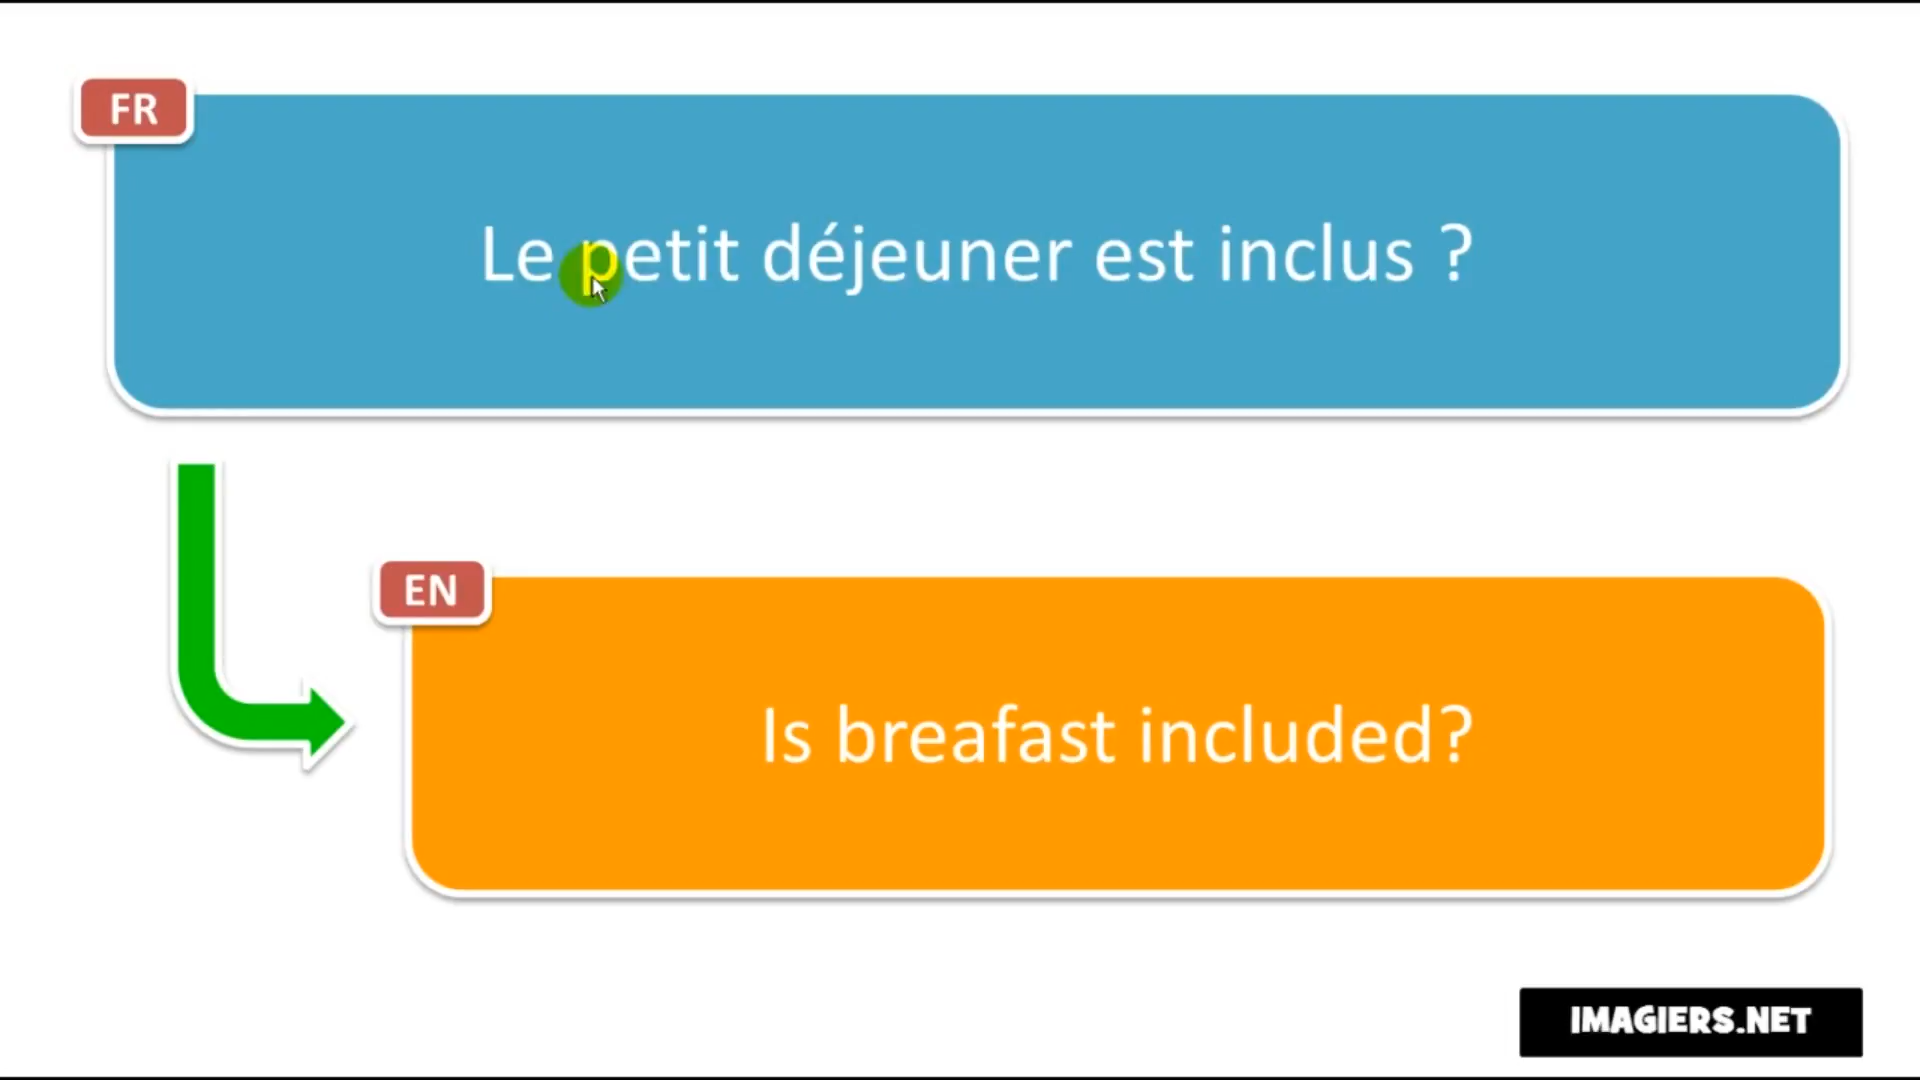 FR
Le petit déjeuner est inclus ?
EN
Is breafast included?
IMAGIERS.NET